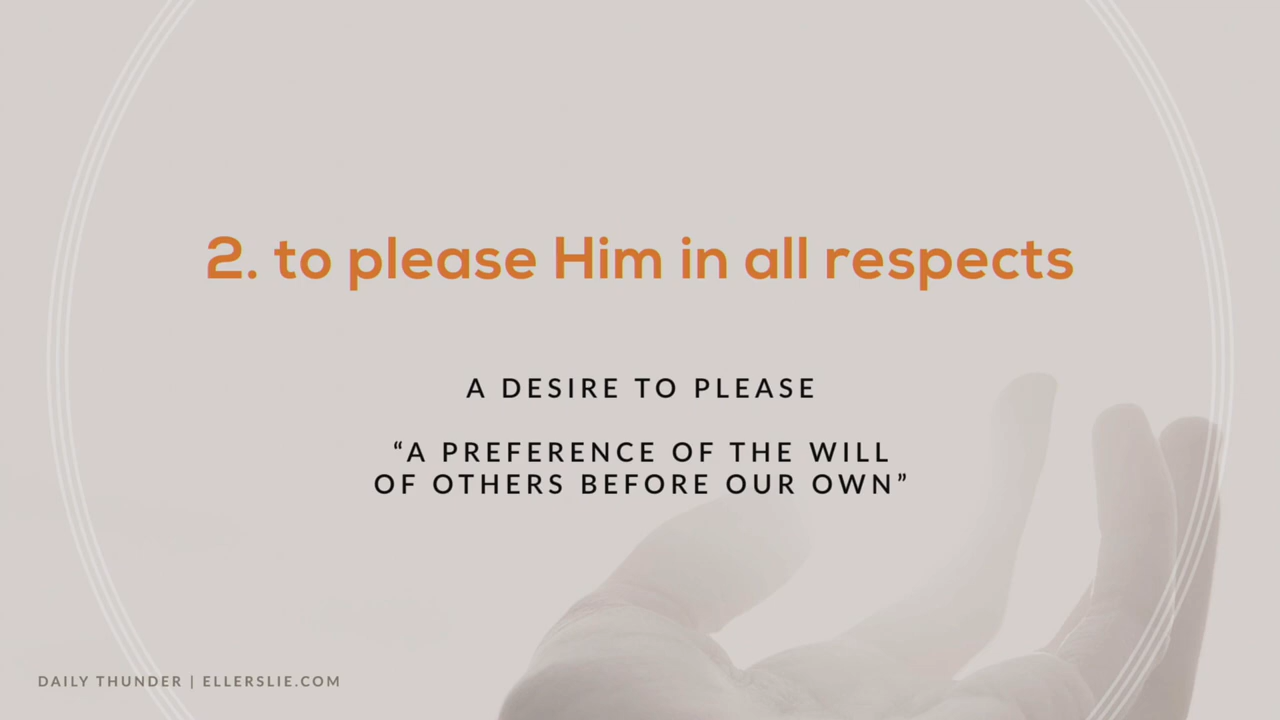 2. to please Him in all respects
A DESIRE TO PLEASE
“A PREFERENCE OF THE WILL
OF OTHERS BEFORE OUR OWN”
DAILY THUNDER | ELLERSLIE.COM